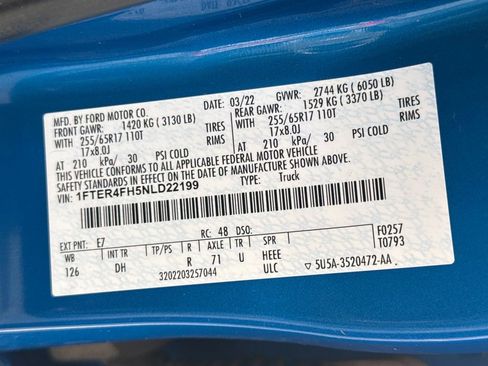 MFD. BY FORD MOTOR CO.
DATE: 03/22 GVWR: 2744 KG ( 6050 LB)
FRONT GAWR: 1420 KG ( 3130 LB) REAR GAWR: 1529 KG ( 3370 LB)
255/65R17 110T TIRES WITH 255/65R17 110T TIRES WITH
17x8.0J RIMS 17x8.0J RIMS
AT 210 kPa/ 30 PSI COLD AT 210 kPa/ 30 PSI COLD
THIS VEHICLE CONFORMS TO ALL APPLICABLE FEDERAL MOTOR VEHICLE
SAFETY STANDARDS IN EFFECT ON THE DATE OF MANUFACTURE SHOWN ABOVE.
VIN: 1FTER4FH5NLD22199 TYPE: Truck
EXT PNT: E7 RC: 48 DSO: F0257
WB INT TR TP/PS R AXLE TR SPR T0793
126 DH R 71 U HEEE
3202203257044 ULC ▽ 5U5A-3520472-AA